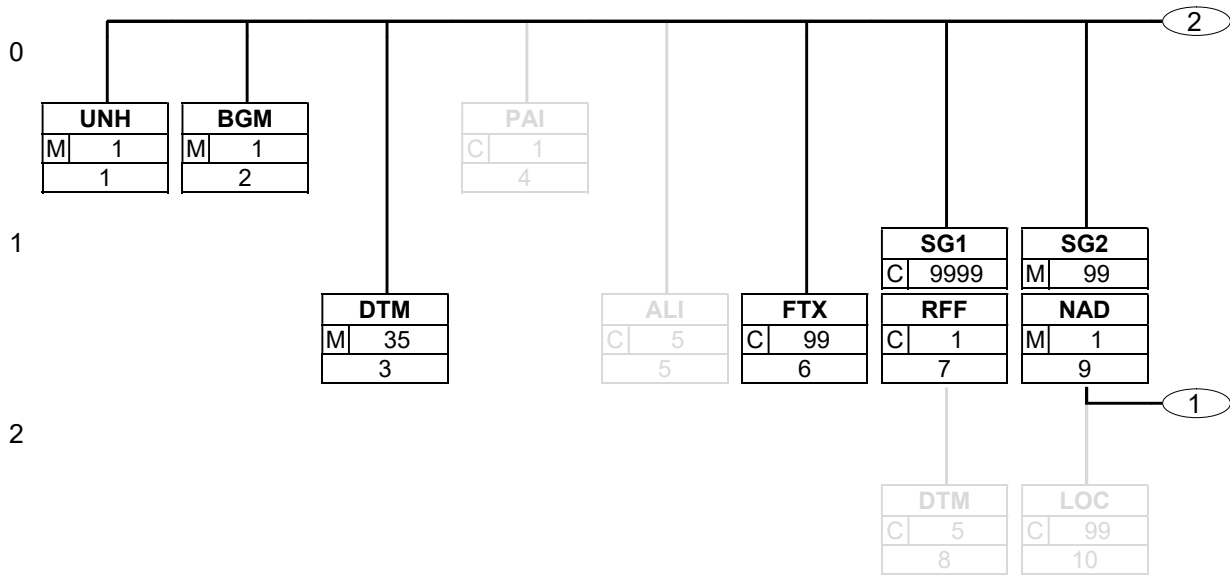 2
0
UNH BGM PAI
M 1 M 1 C 1
1 2 4
1
SG1 SG2
C 9999 M 99
DTM ALI FTX RFF NAD
M 35 C 5 C 99 C 1 M 1
3 5 6 7 9
1
2
DTM LOC
C 5 C 99
8 10